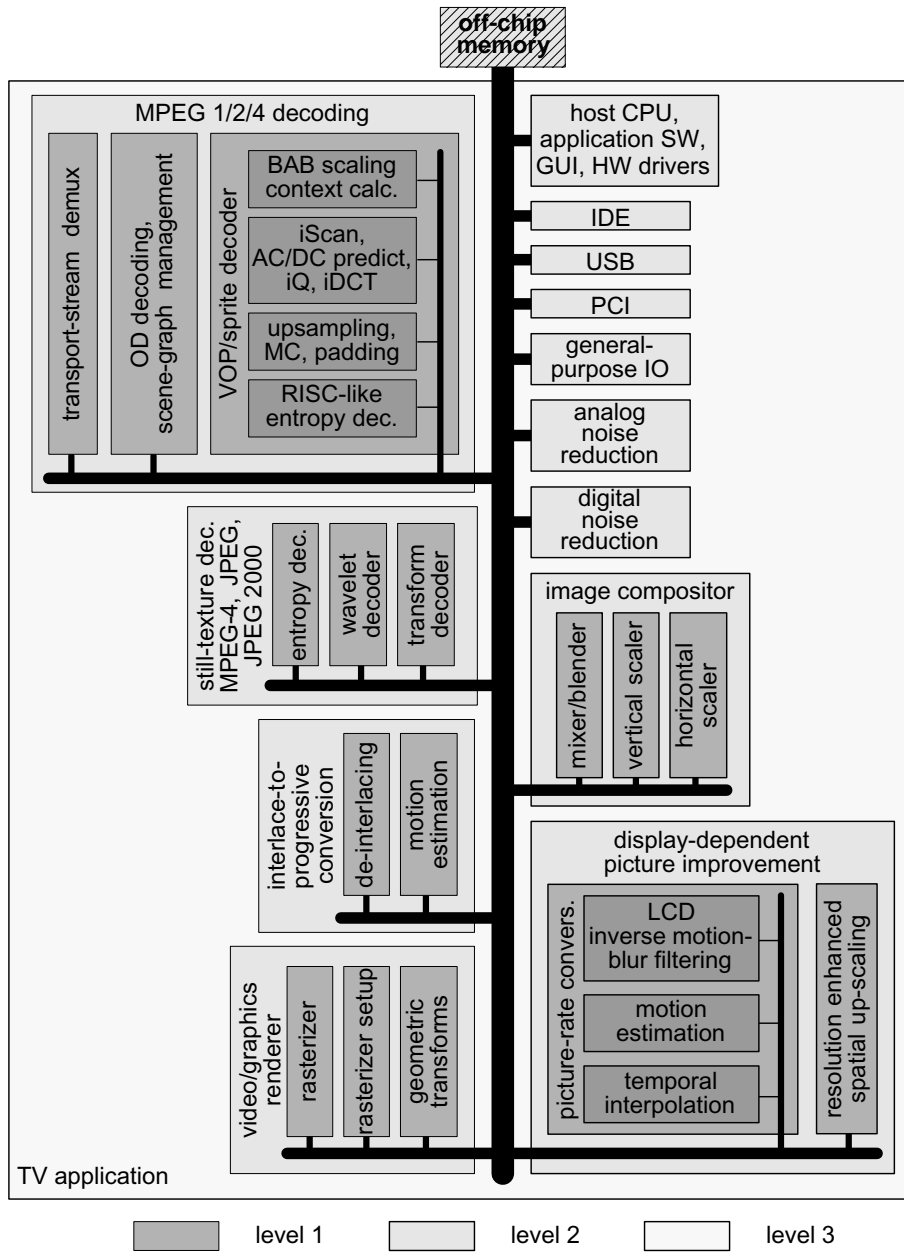 off-chip
memory
MPEG 1/2/4 decoding
transport-stream demux
OD decoding,
scene-graph management
VOP/sprite decoder
BAB scaling
context calc.
iScan,
AC/DC predict,
iQ, iDCT
upsampling,
MC, padding
RISC-like
entropy dec.
host CPU,
application SW,
GUI, HW drivers
IDE
USB
PCI
general-
purpose IO
analog
noise
reduction
digital
noise
reduction
still-texture dec.
MPEG-4, JPEG,
JPEG 2000
entropy dec.
wavelet
decoder
transform
decoder
image compositor
mixer/blender
vertical scaler
horizontal
scaler
interlace-to-
progressive
conversion
de-interlacing
motion
estimation
display-dependent
picture improvement
picture-rate convers.
LCD
inverse motion-
blur filtering
motion
estimation
temporal
interpolation
resolution enhanced
spatial up-scaling
video/graphics
renderer
rasterizer
rasterizer setup
geometric
transforms
TV application
level 1
level 2
level 3